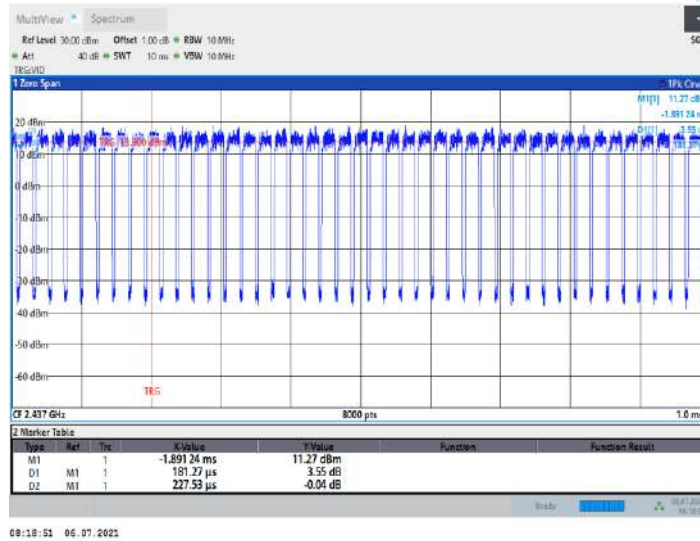 MultiView Spectrum
Ref Level 30.00 dBm Offset 1.00 dB RBW 10 MHz
Att 40 dB SWT 10 ms VBW 10 MHz
TRG:VID
1 Zero Span 1Pk Clrw
M1[1] 11.27 dB
-1.891 24 m
D1[1] 3.55
20 dBm
TRG 13.800 dBm
10 dBm
0 dBm
-10 dBm
-20 dBm
-30 dBm
-40 dBm
-50 dBm
-60 dBm
TRG
CF 2.437 GHz 8000 pts 1.0 m
2 Marker Table
Type Ref Trc X-Value Y-Value Function Function Result
M1 1 -1.891 24 ms 11.27 dBm
D1 M1 1 181.27 µs 3.55 dB
D2 M1 1 227.53 µs -0.04 dB
Ready
08:18:51 06.07.2021